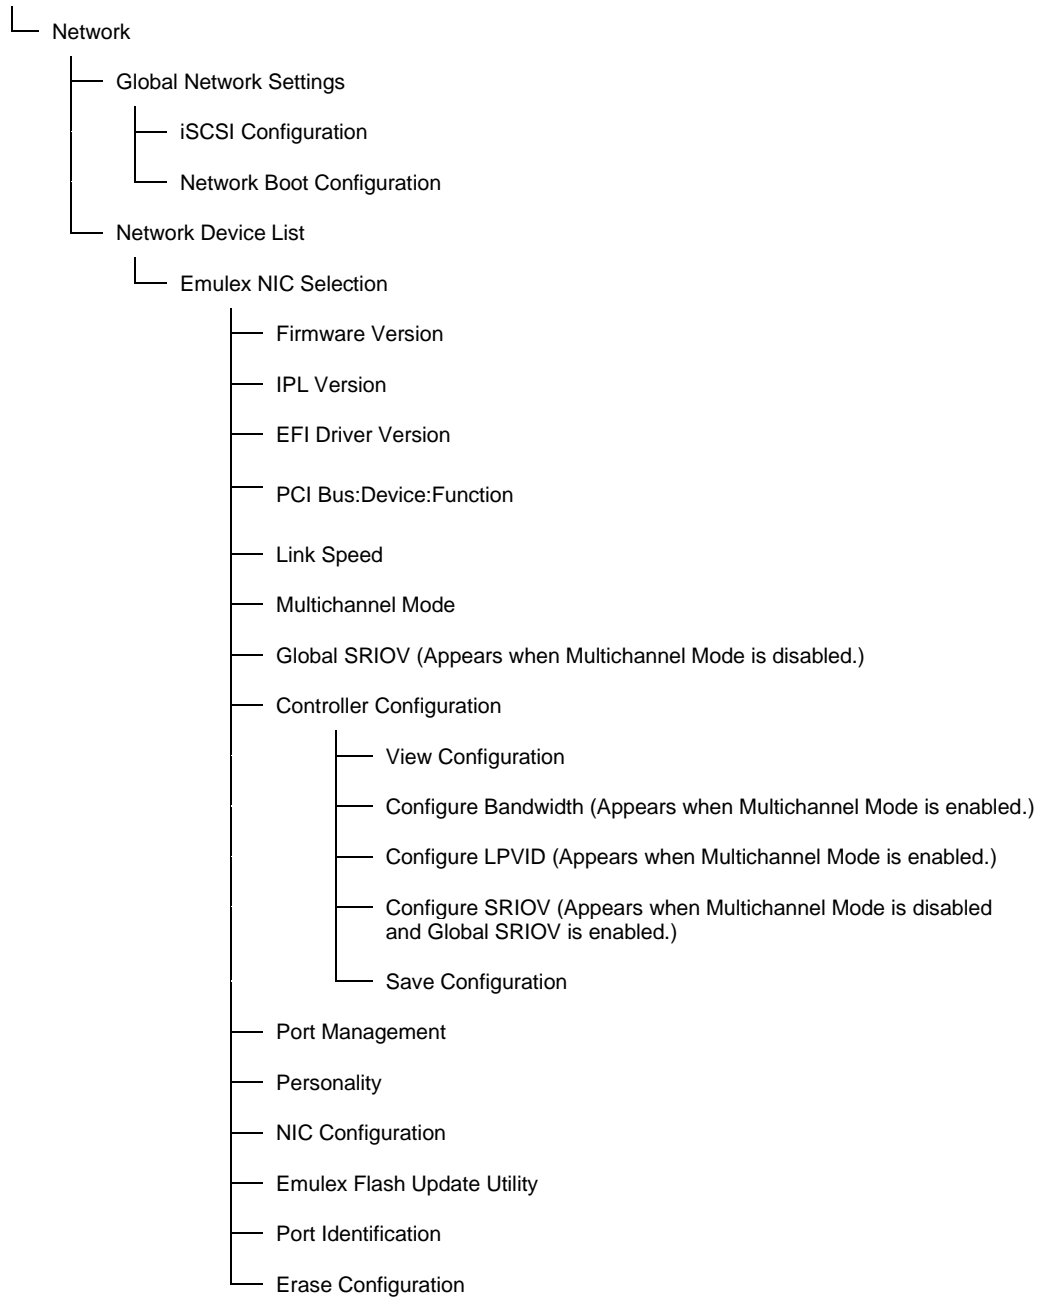 Network
Global Network Settings
iSCSI Configuration
Network Boot Configuration
Network Device List
Emulex NIC Selection
Firmware Version
IPL Version
EFI Driver Version
PCI Bus:Device:Function
Link Speed
Multichannel Mode
Global SRIOV (Appears when Multichannel Mode is disabled.)
Controller Configuration
View Configuration
Configure Bandwidth (Appears when Multichannel Mode is enabled.)
Configure LPVID (Appears when Multichannel Mode is enabled.)
Configure SRIOV (Appears when Multichannel Mode is disabled
and Global SRIOV is enabled.)
Save Configuration
Port Management
Personality
NIC Configuration
Emulex Flash Update Utility
Port Identification
Erase Configuration